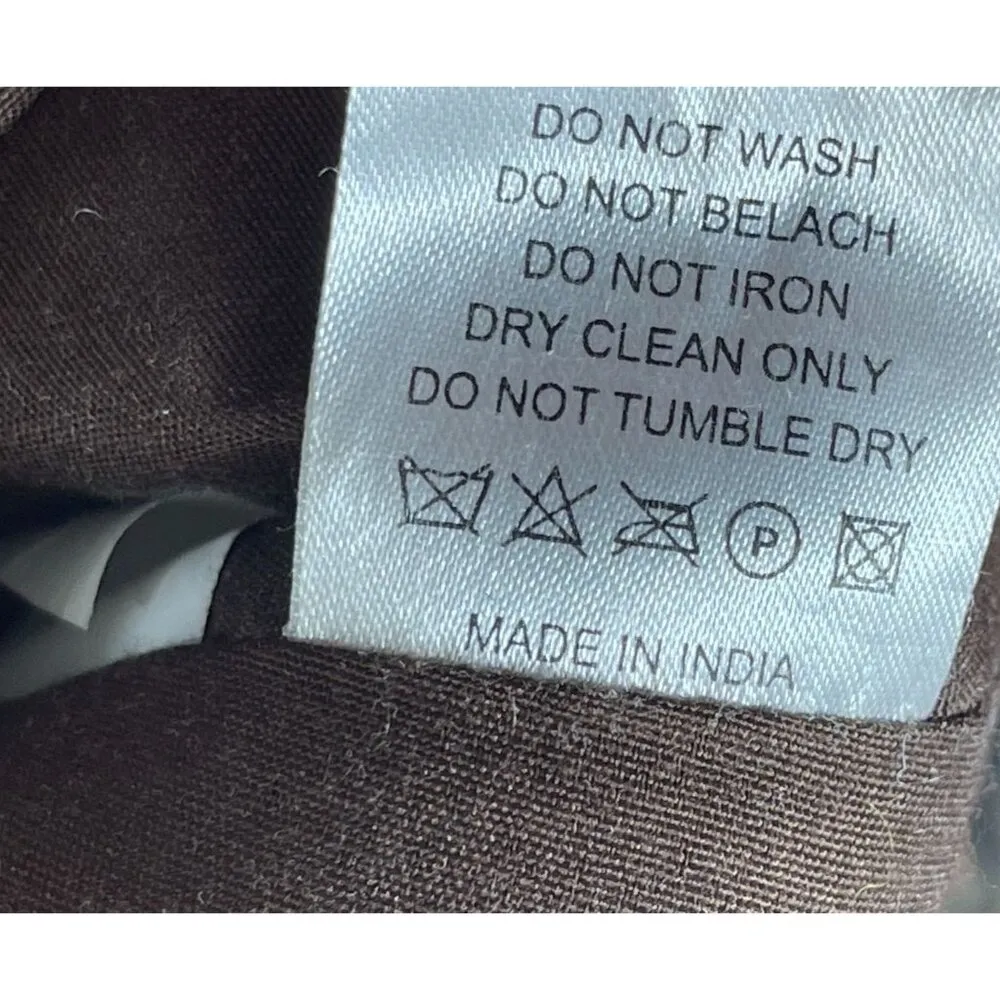 DO NOT WASH
DO NOT BELACH
DO NOT IRON
DRY CLEAN ONLY
DO NOT TUMBLE DRY
P
MADE IN INDIA